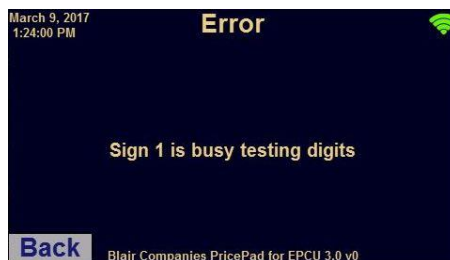 March 9, 2017
1:24:00 PM
Error
Sign 1 is busy testing digits
Back
Blair Companies PricePad for EPCU 3.0 v0